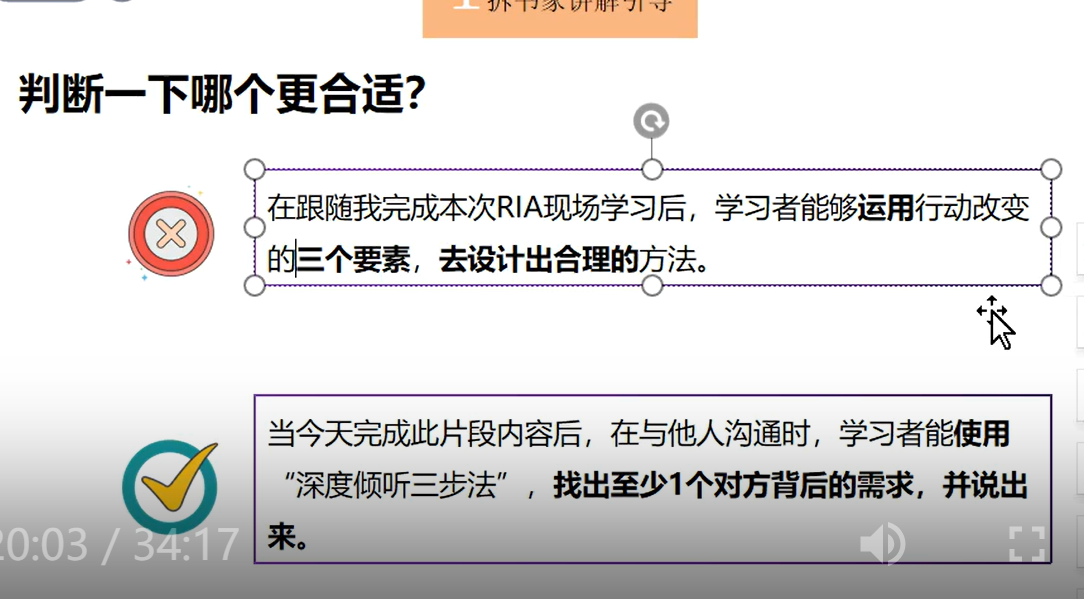 拆书家讲解引导
判断一下哪个更合适？
在跟随我完成本次RIA现场学习后，学习者能够运用行动改变
的三个要素，去设计出合理的方法。
当今天完成此片段内容后，在与他人沟通时，学习者能使用
“深度倾听三步法”，找出至少1个对方背后的需求，并说出
来。
20:03 / 34:17